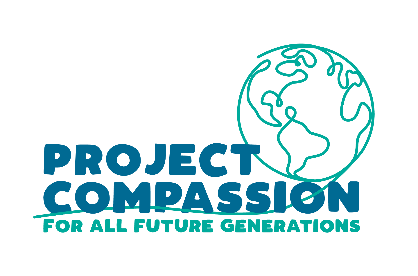 PROJECT
COMPASSION
FOR ALL FUTURE GENERATIONS